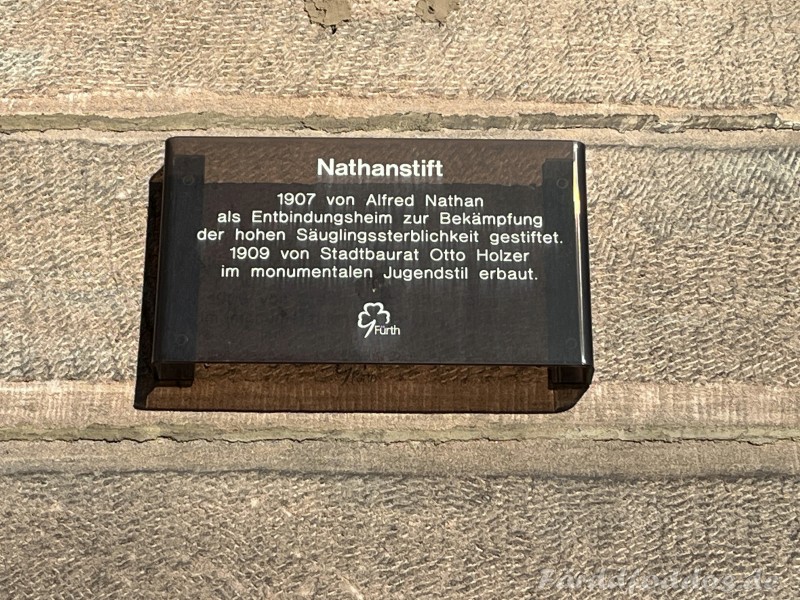 Nathanstift
1907 von Alfred Nathan
als Entbindungsheim zur Bekämpfung
der hohen Säuglingssterblichkeit gestiftet.
1909 von Stadtbaurat Otto Holzer
im monumentalen Jugendstil erbaut.
Fürth